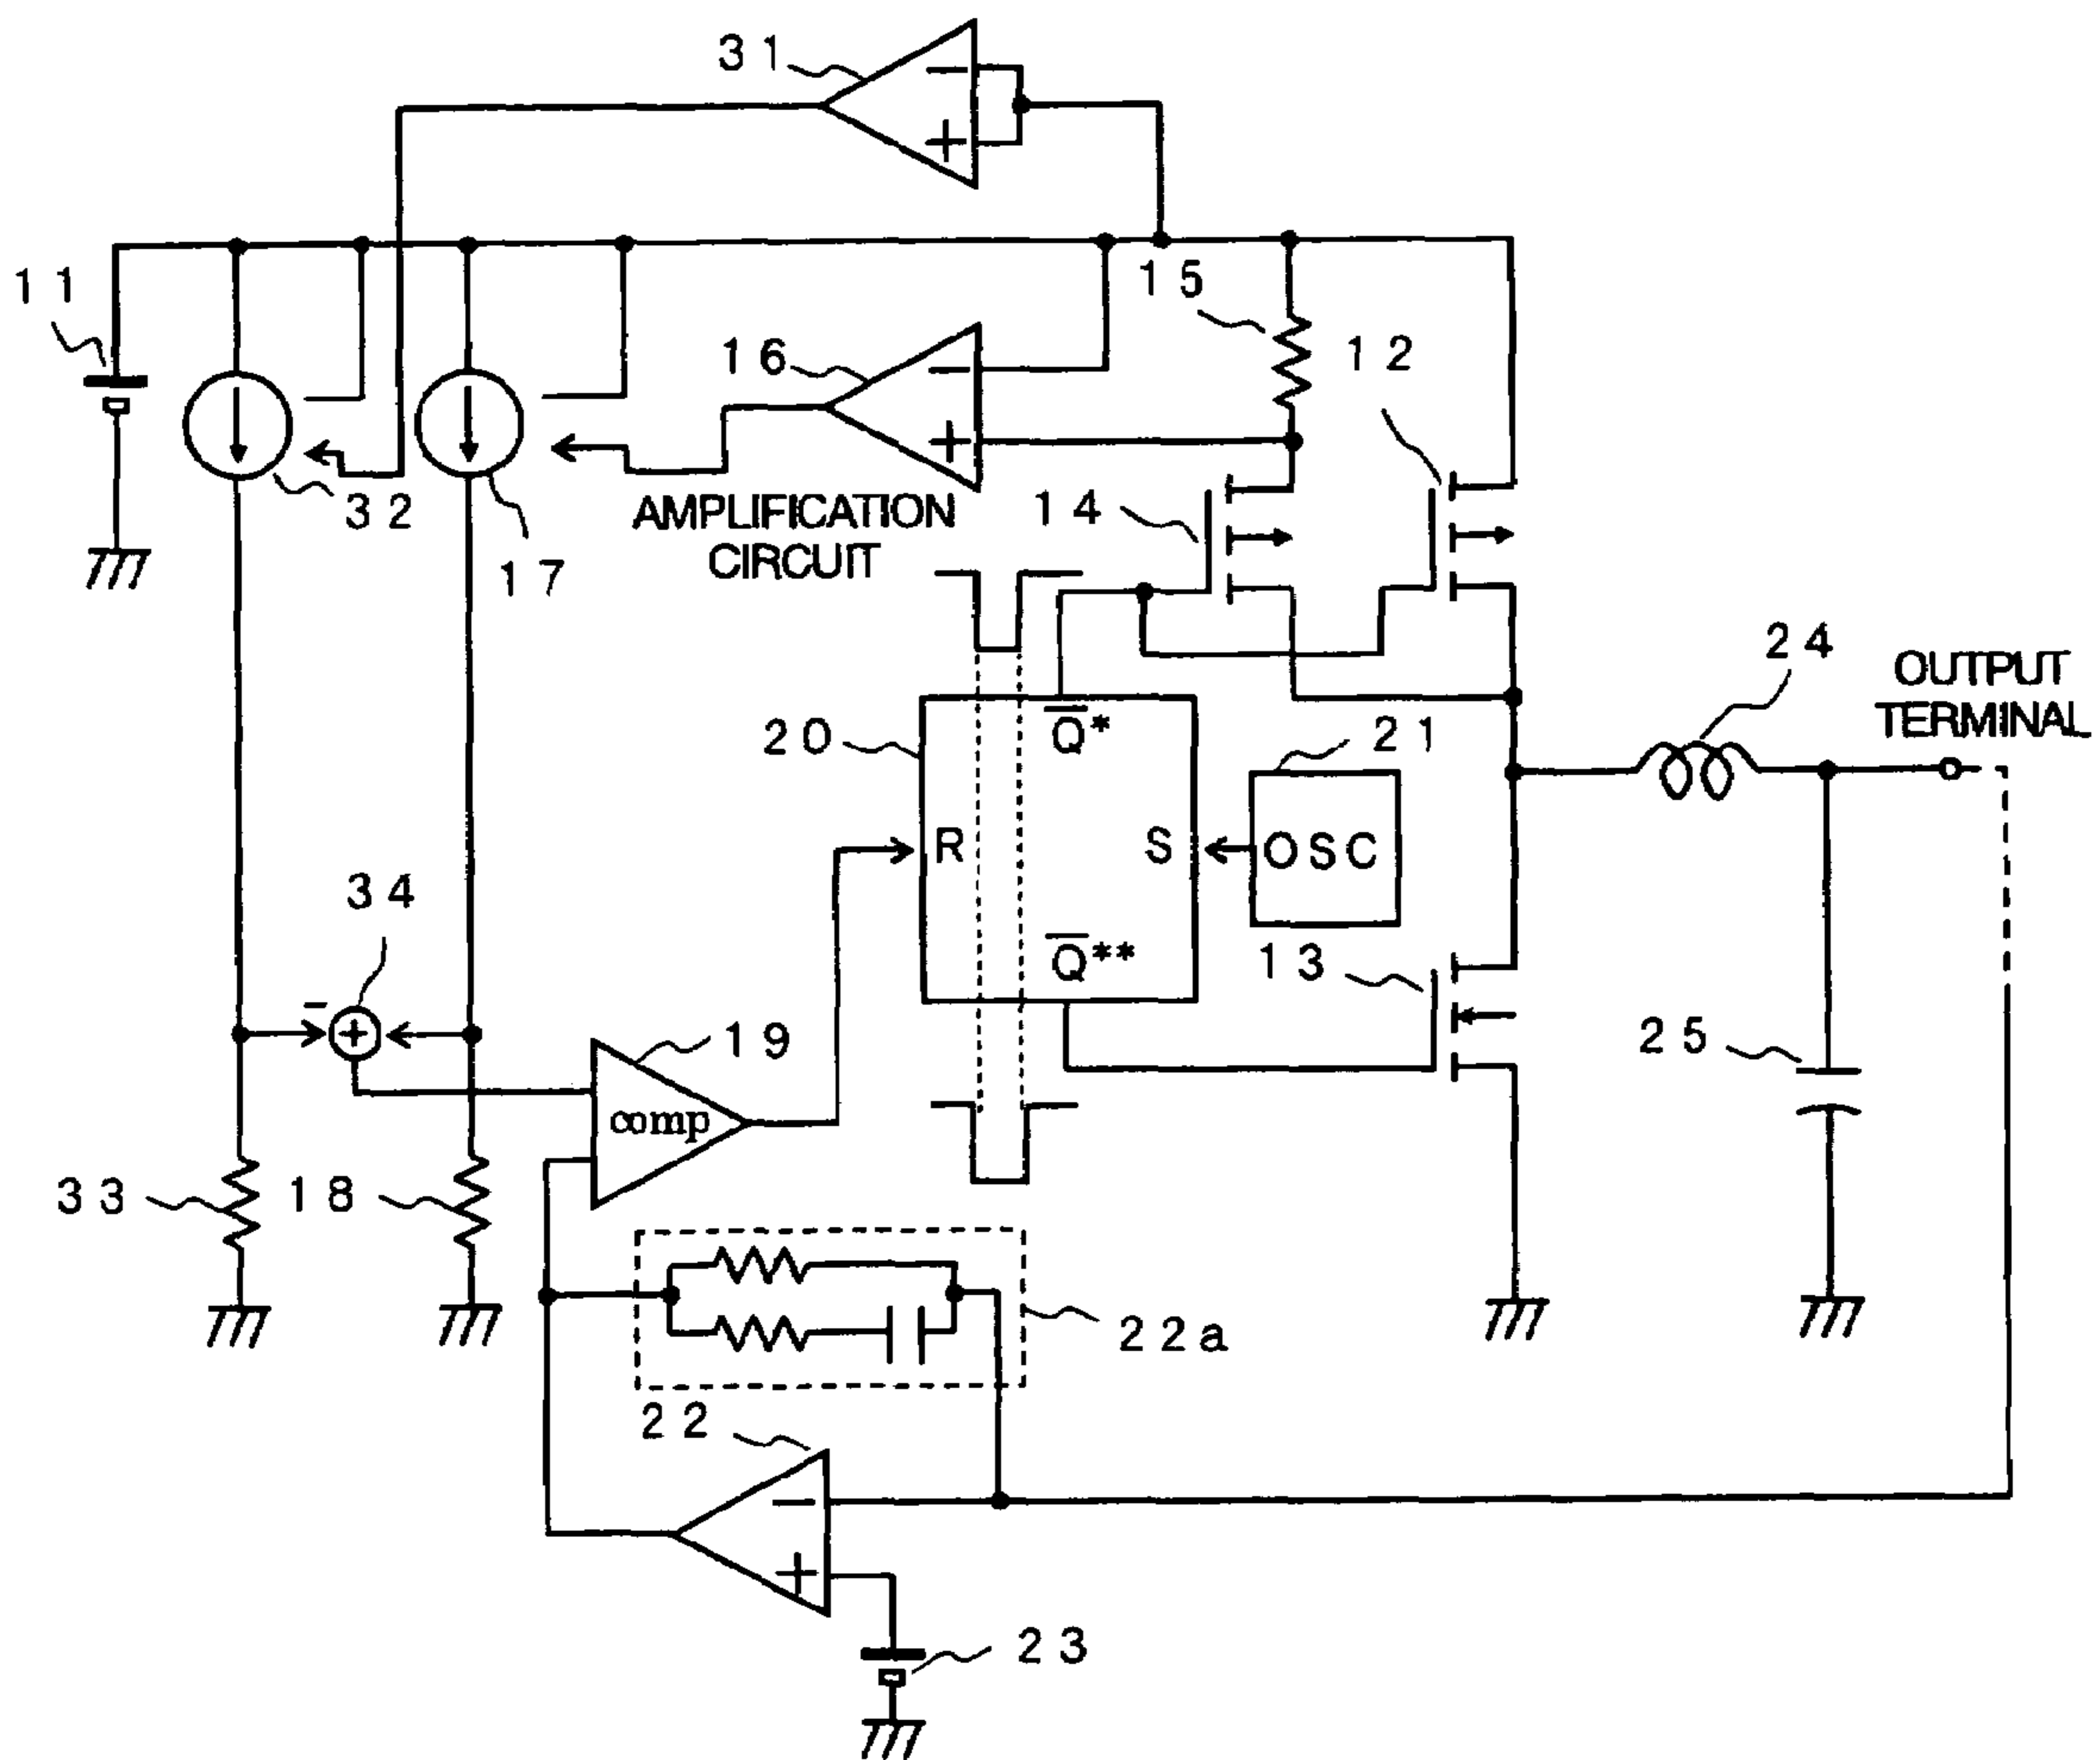 31
−
+
11
15
16
−
12
+
32
14
AMPLIFICATION
CIRCUIT
17
24
OUTPUT
TERMINAL
20
Q̅*
21
R
S
OSC
34
Q̅**
13
−
+
19
25
comp
33
18
22a
22
−
+
23